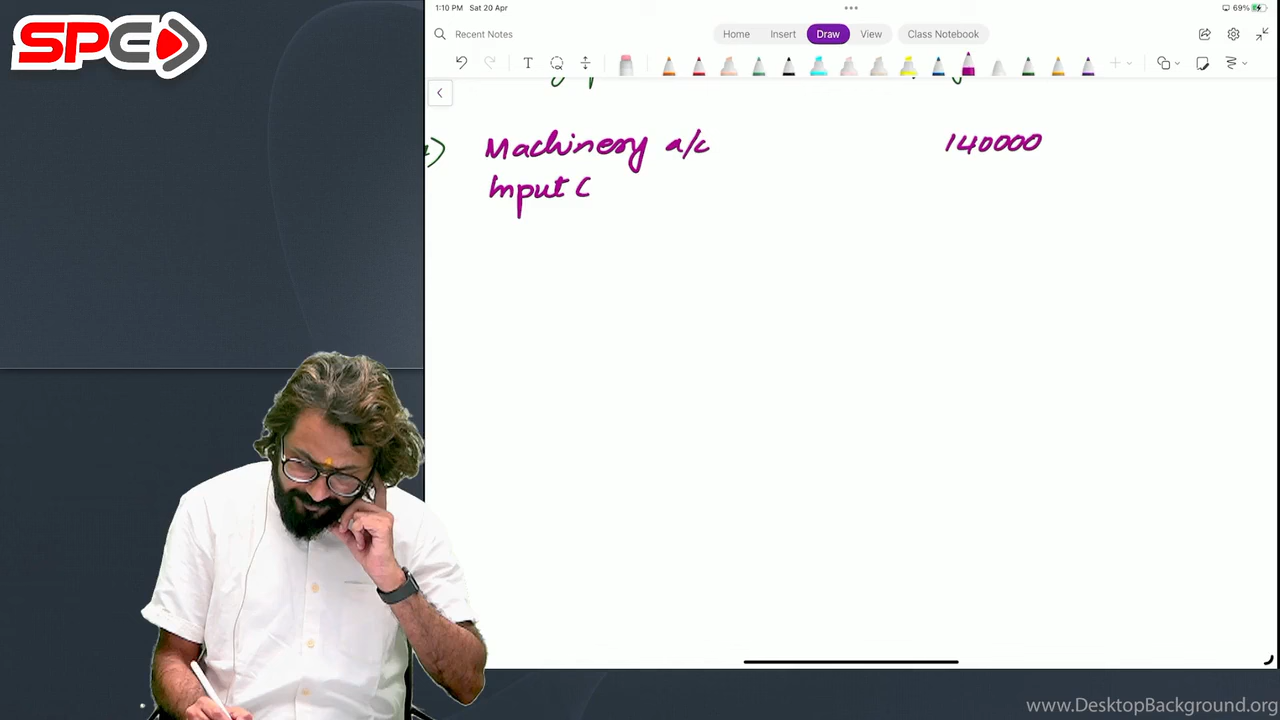 SPC
1:10 PM Sat 20 Apr
69%
Recent Notes
Home Insert Draw View Class Notebook
Machinery a/c 140000
Input C
www.DesktopBackground.org